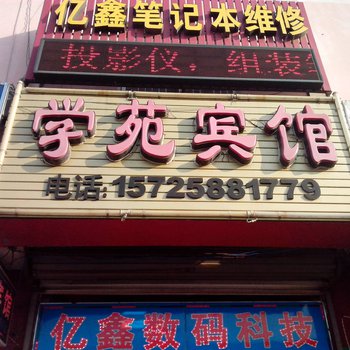 亿鑫笔记本维修
投影仪，组装
学苑宾馆
电话:15725881779
亿鑫数码科技